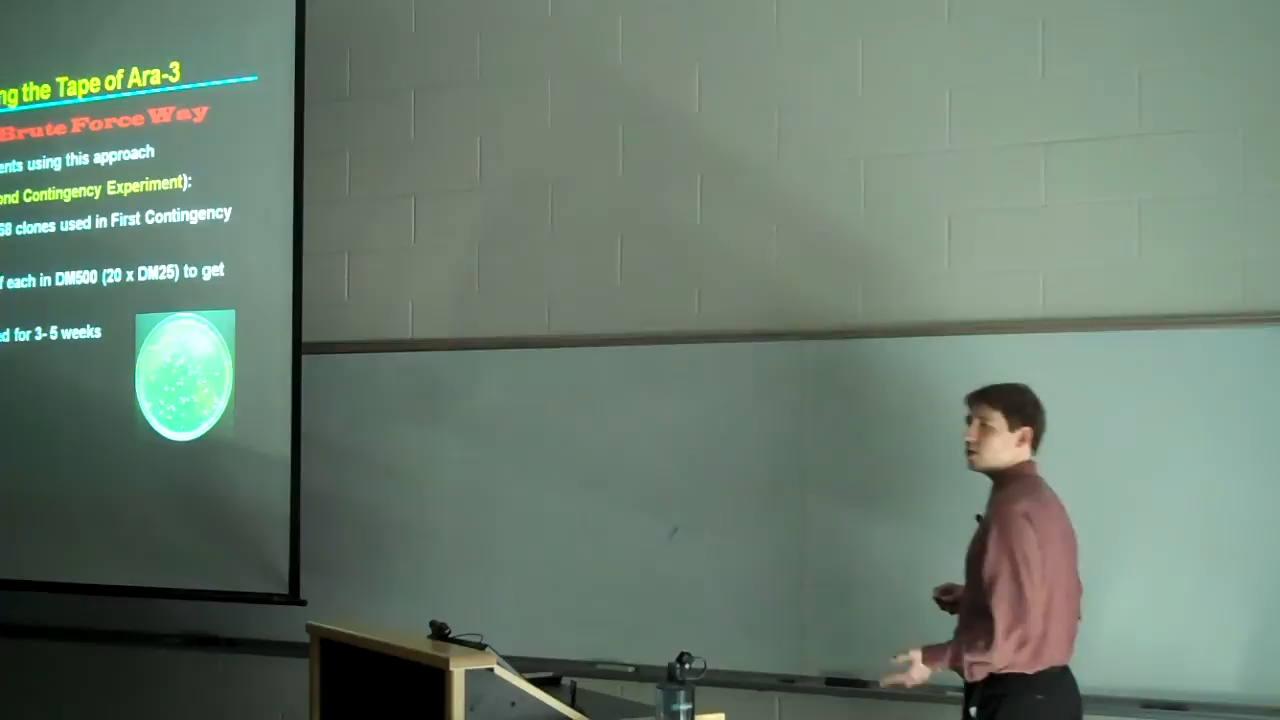 ng the Tape of Ara-3
Brute Force Way
ents using this approach
ond Contingency Experiment):
58 clones used in First Contingency
f each in DM500 (20 x DM25) to get
d for 3-5 weeks